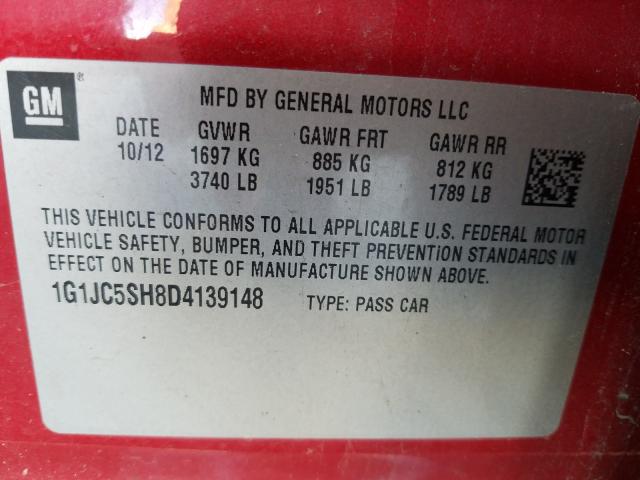 GM ®
MFD BY GENERAL MOTORS LLC
DATE GVWR GAWR FRT GAWR RR
10/12 1697 KG 885 KG 812 KG
3740 LB 1951 LB 1789 LB
THIS VEHICLE CONFORMS TO ALL APPLICABLE U.S. FEDERAL MOTOR
VEHICLE SAFETY, BUMPER, AND THEFT PREVENTION STANDARDS IN
EFFECT ON THE DATE OF MANUFACTURE SHOWN ABOVE.
1G1JC5SH8D4139148 TYPE: PASS CAR